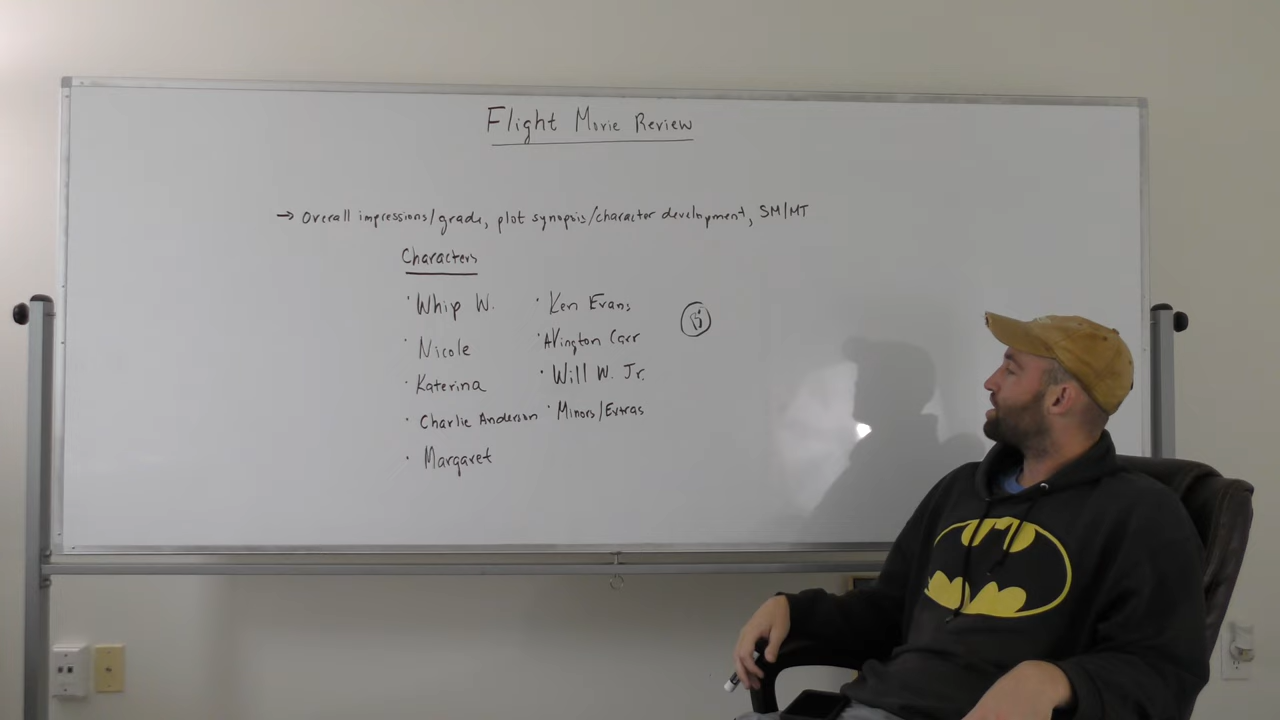 Flight Movie Review
→ Overall impressions/grade, plot synopsis/character development, SM/MT
Characters
· Whip W.
· Nicole
· Katerina
· Charlie Anderson
· Margaret
· Ken Evans
· Avington Carr
· Will W. Jr.
· Minors/Extras